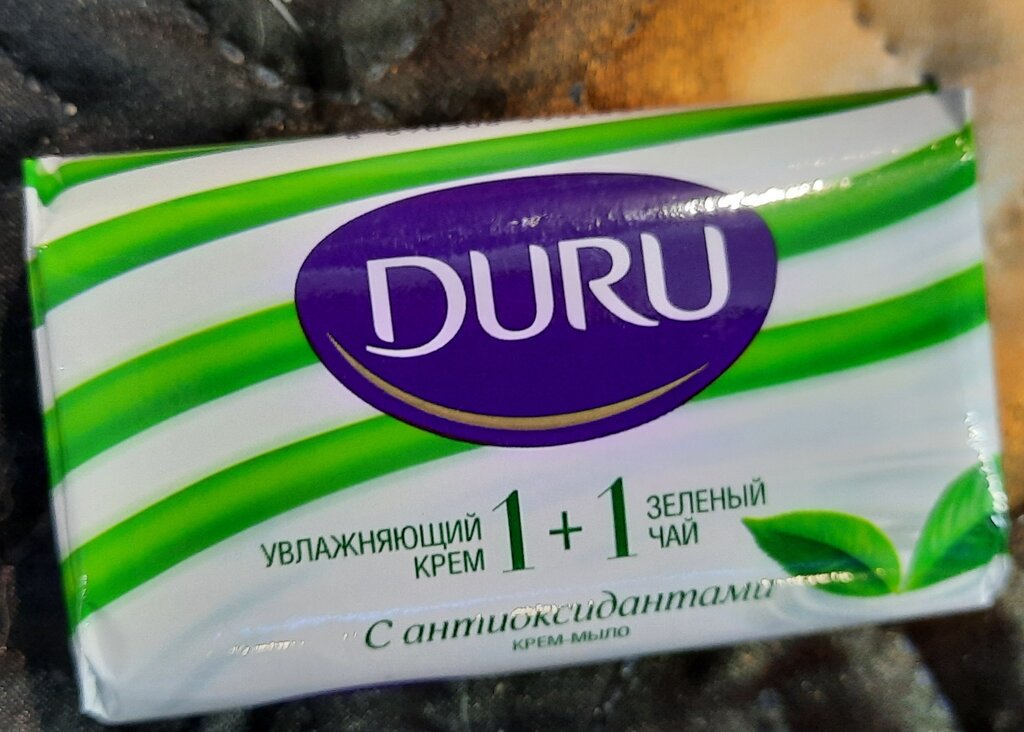 DURU
УВЛАЖНЯЮЩИЙ
КРЕМ
1+1
ЗЕЛЕНЫЙ
ЧАЙ
С антиоксидантами
КРЕМ-МЫЛО